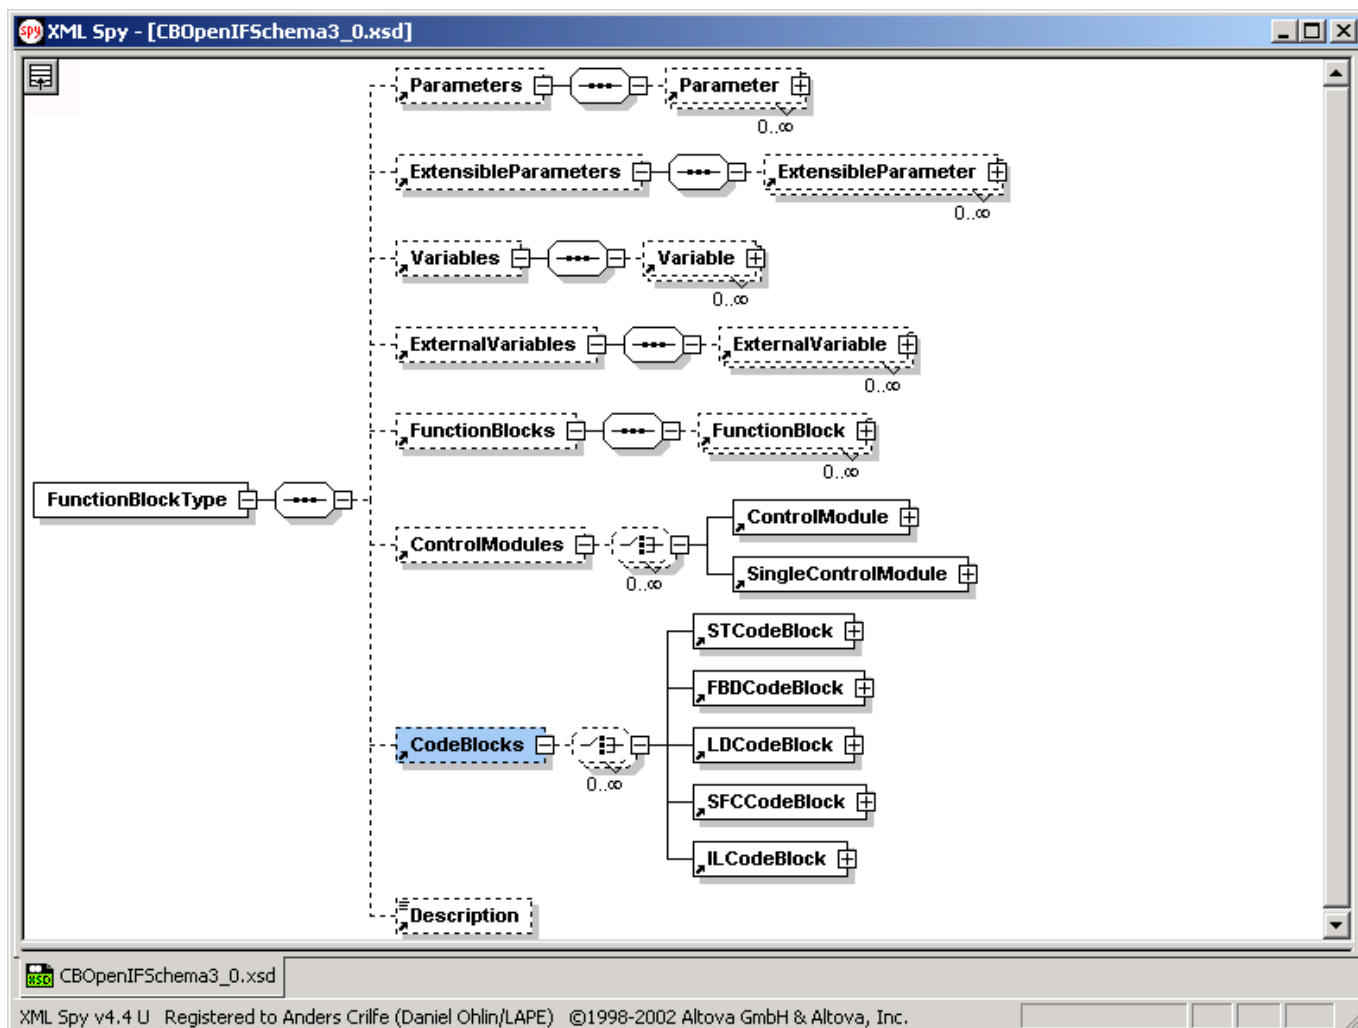 spy XML Spy - [CBOpenIFSchema3_0.xsd]
Parameters Parameter
0..∞
ExtensibleParameters ExtensibleParameter
0..∞
Variables Variable
0..∞
ExternalVariables ExternalVariable
0..∞
FunctionBlocks FunctionBlock
0..∞
FunctionBlockType
ControlModules
0..∞
ControlModule
SingleControlModule
CodeBlocks
0..∞
STCodeBlock
FBDCodeBlock
LDCodeBlock
SFCCodeBlock
ILCodeBlock
Description
XSD CBOpenIFSchema3_0.xsd
XML Spy v4.4 U Registered to Anders Crilfe (Daniel Ohlin/LAPE) ©1998-2002 Altova GmbH & Altova, Inc.